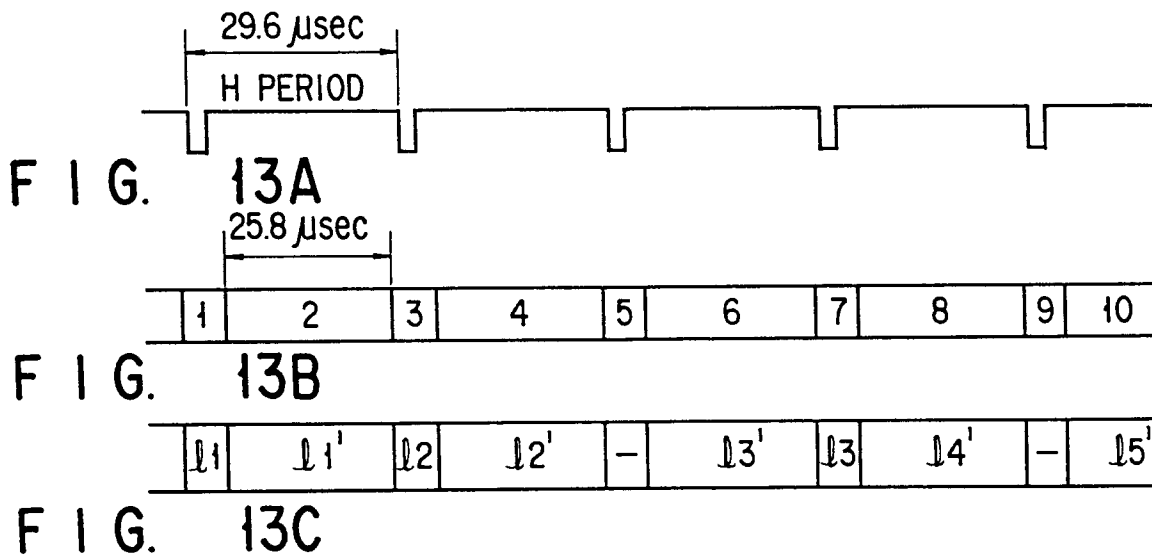 29.6 µsec
H PERIOD
FIG. 13A
25.8 µsec
1 2 3 4 5 6 7 8 9 10
FIG. 13B
ℓ1 ℓ1' ℓ2 ℓ2' — ℓ3' ℓ3 ℓ4' — ℓ5'
FIG. 13C